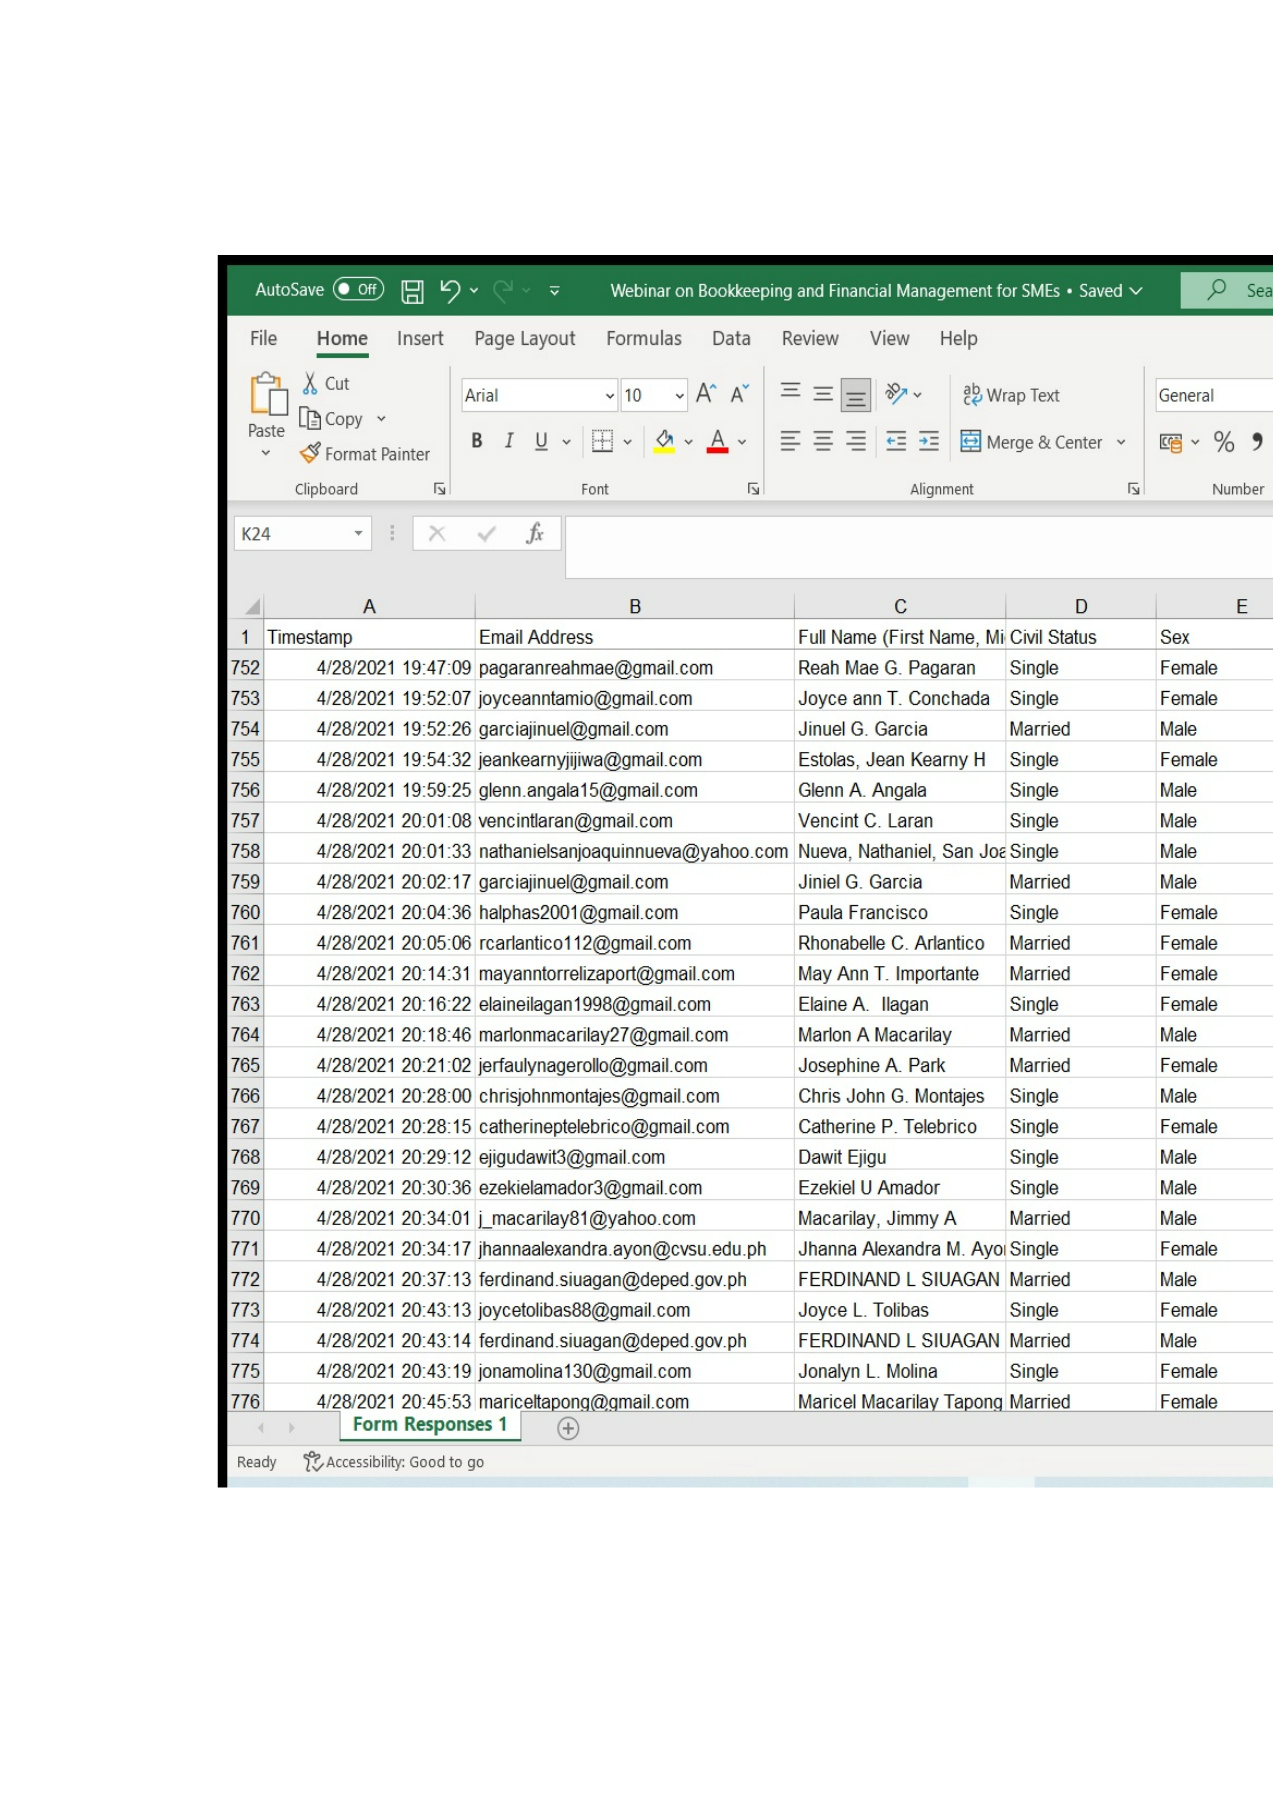 AutoSave Off Webinar on Bookkeeping and Financial Management for SMEs • Saved Sea
File Home Insert Page Layout Formulas Data Review View Help
Paste Cut Copy Format Painter
Arial 10
Wrap Text
Merge & Center
General
Clipboard Font Alignment Number
K24 fx
A B C D E
1 Timestamp Email Address Full Name (First Name, Mi Civil Status Sex
752 4/28/2021 19:47:09 pagaranreahmae@gmail.com Reah Mae G. Pagaran Single Female
753 4/28/2021 19:52:07 joyceanntamio@gmail.com Joyce ann T. Conchada Single Female
754 4/28/2021 19:52:26 garciajinuel@gmail.com Jinuel G. Garcia Married Male
755 4/28/2021 19:54:32 jeankearnyjijiwa@gmail.com Estolas, Jean Kearny H Single Female
756 4/28/2021 19:59:25 glenn.angala15@gmail.com Glenn A. Angala Single Male
757 4/28/2021 20:01:08 vencintlaran@gmail.com Vencint C. Laran Single Male
758 4/28/2021 20:01:33 nathanielsanjoaquinnueva@yahoo.com Nueva, Nathaniel, San Joa Single Male
759 4/28/2021 20:02:17 garciajinuel@gmail.com Jiniel G. Garcia Married Male
760 4/28/2021 20:04:36 halphas2001@gmail.com Paula Francisco Single Female
761 4/28/2021 20:05:06 rcarlantico112@gmail.com Rhonabelle C. Arlantico Married Female
762 4/28/2021 20:14:31 mayanntorrelizaport@gmail.com May Ann T. Importante Married Female
763 4/28/2021 20:16:22 elaineilagan1998@gmail.com Elaine A. Ilagan Single Female
764 4/28/2021 20:18:46 marlonmacarilay27@gmail.com Marlon A Macarilay Married Male
765 4/28/2021 20:21:02 jerfaulynagerollo@gmail.com Josephine A. Park Married Female
766 4/28/2021 20:28:00 chrisjohnmontajes@gmail.com Chris John G. Montajes Single Male
767 4/28/2021 20:28:15 catherineptelebrico@gmail.com Catherine P. Telebrico Single Female
768 4/28/2021 20:29:12 ejigudawit3@gmail.com Dawit Ejigu Single Male
769 4/28/2021 20:30:36 ezekielamador3@gmail.com Ezekiel U Amador Single Male
770 4/28/2021 20:34:01 j_macarilay81@yahoo.com Macarilay, Jimmy A Married Male
771 4/28/2021 20:34:17 jhannaalexandra.ayon@cvsu.edu.ph Jhanna Alexandra M. Ayo Single Female
772 4/28/2021 20:37:13 ferdinand.siuagan@deped.gov.ph FERDINAND L SIUAGAN Married Male
773 4/28/2021 20:43:13 joycetolibas88@gmail.com Joyce L. Tolibas Single Female
774 4/28/2021 20:43:14 ferdinand.siuagan@deped.gov.ph FERDINAND L SIUAGAN Married Male
775 4/28/2021 20:43:19 jonamolina130@gmail.com Jonalyn L. Molina Single Female
776 4/28/2021 20:45:53 mariceltapong@gmail.com Maricel Macarilay Tapong Married Female
Form Responses 1
Ready Accessibility: Good to go